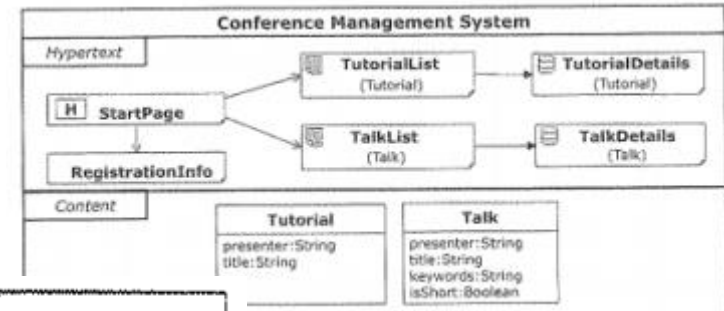 Conference Management System
Hypertext
TutorialList
(Tutorial)
TutorialDetails
(Tutorial)
H StartPage
TalkList
(Talk)
TalkDetails
(Talk)
RegistrationInfo
Content
Tutorial
presenter:String
title:String
Talk
presenter:String
title:String
keywords:String
isShort:Boolean